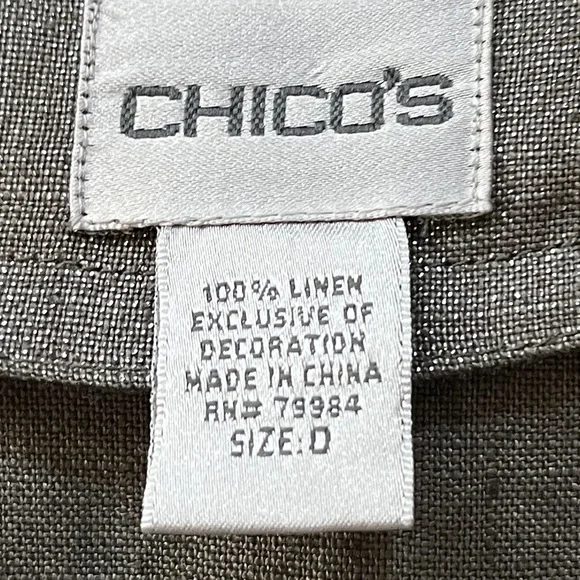 CHICO'S
100% LINEN
EXCLUSIVE OF
DECORATION
MADE IN CHINA
RN# 79984
SIZE: 0